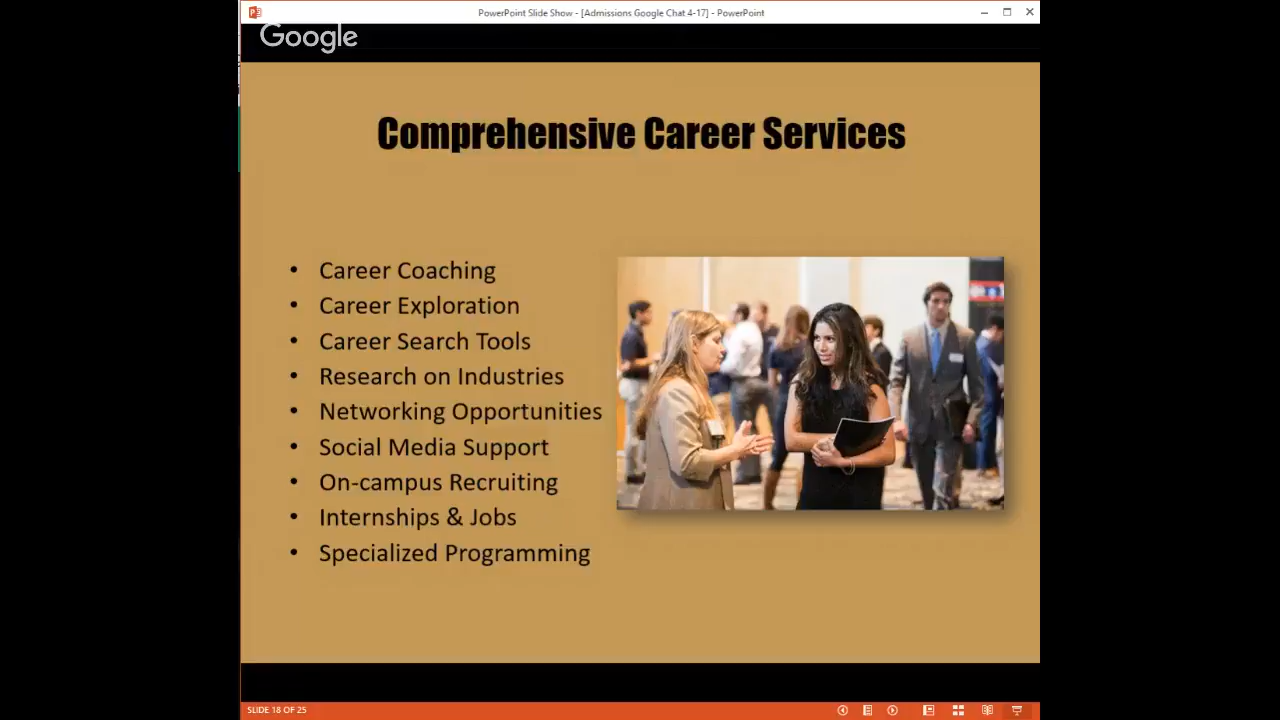 PowerPoint Slide Show - [Admissions Google Chat.4-17] - PowerPoint
Google
Comprehensive Career Services
• Career Coaching
• Career Exploration
• Career Search Tools
• Research on Industries
• Networking Opportunities
• Social Media Support
• On-campus Recruiting
• Internships & Jobs
• Specialized Programming
SLIDE 18 OF 25